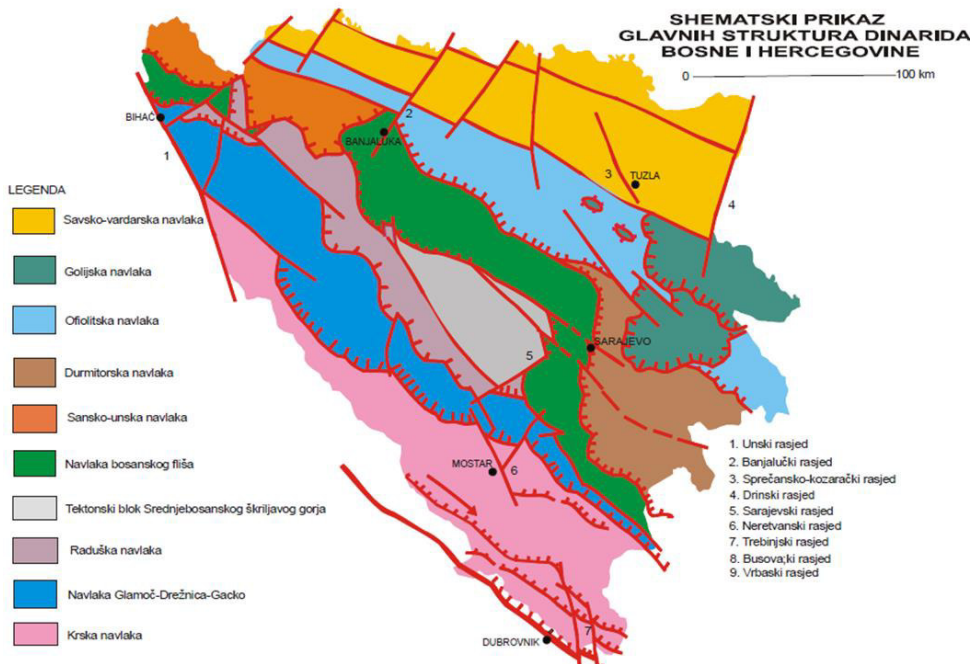 SHEMATSKI PRIKAZ
GLAVNIH STRUKTURA DINARIDA
BOSNE I HERCEGOVINE
0 100 km
BIHAĆ
BANJALUKA
TUZLA
SARAJEVO
MOSTAR
DUBROVNIK
1
2
3
4
5
6
7
LEGENDA
Savsko-vardarska navlaka
Golijska navlaka
Ofiolitska navlaka
Durmitorska navlaka
Sansko-unska navlaka
Navlaka bosanskog fliša
Tektonski blok Srednjebosanskog škriljavog gorja
Raduška navlaka
Navlaka Glamoč-Drežnica-Gacko
Krska navlaka
1. Unski rasjed
2. Banjalučki rasjed
3. Sprečansko-kozarački rasjed
4. Drinski rasjed
5. Sarajevski rasjed
6. Neretvanski rasjed
7. Trebinjski rasjed
8. Busova;ki rasjed
9. Vrbaski rasjed